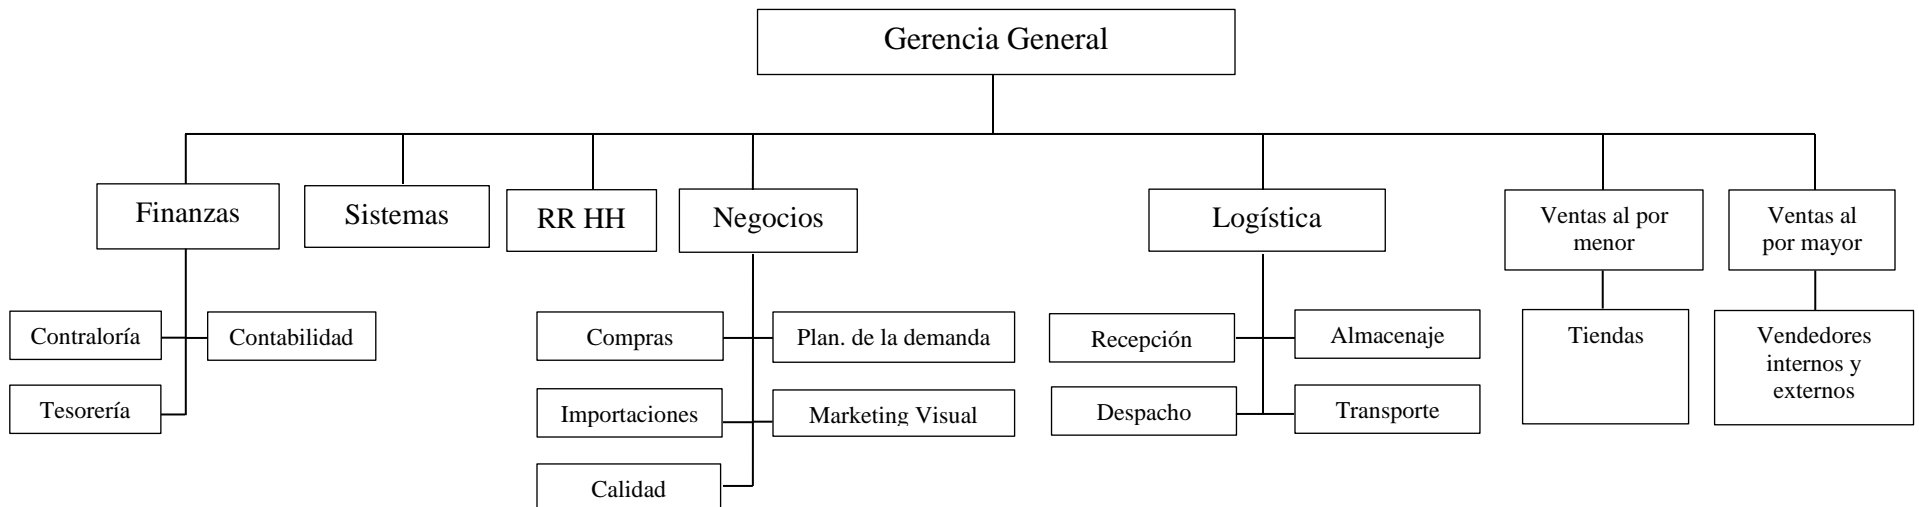 Gerencia General
Finanzas
Sistemas
RR HH
Negocios
Logística
Ventas al por
menor
Ventas al
por mayor
Contraloría
Contabilidad
Compras
Plan. de la demanda
Recepción
Almacenaje
Tiendas
Vendedores
internos y
externos
Tesorería
Importaciones
Marketing Visual
Despacho
Transporte
Calidad